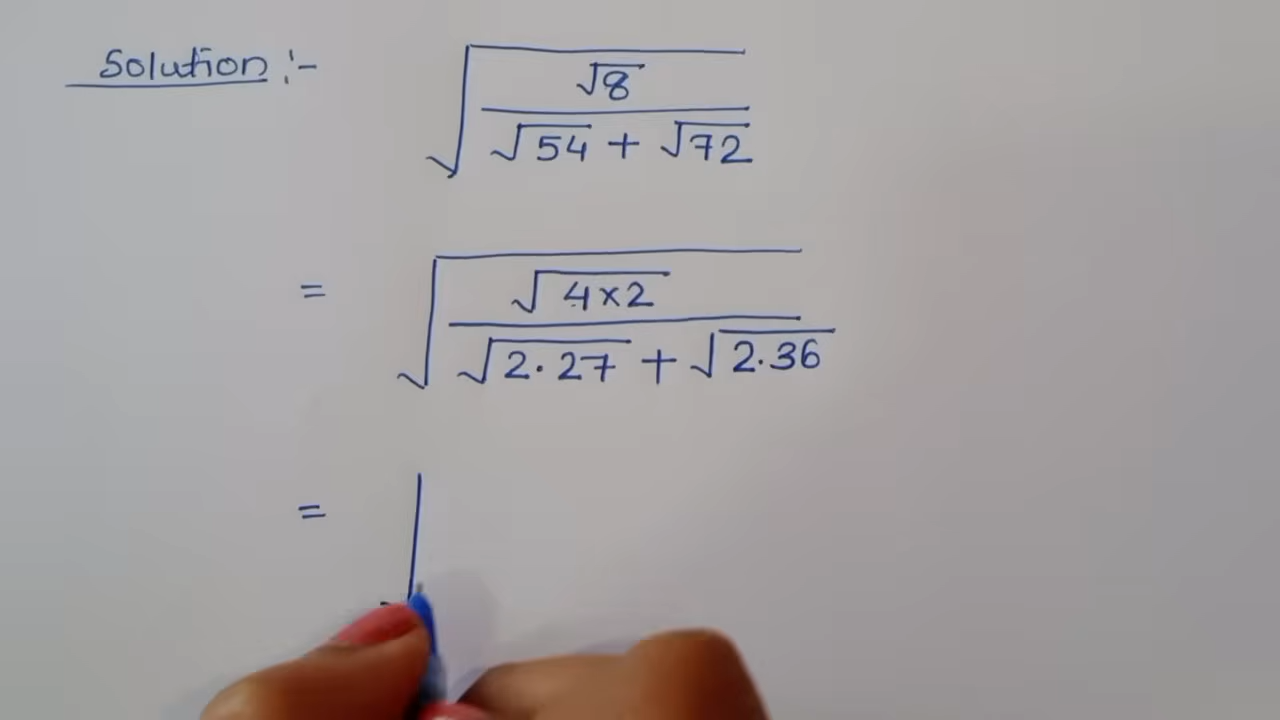 Solution :- √(√8 / (√54 + √72))
= √(√(4×2) / (√(2·27) + √(2·36)))
=